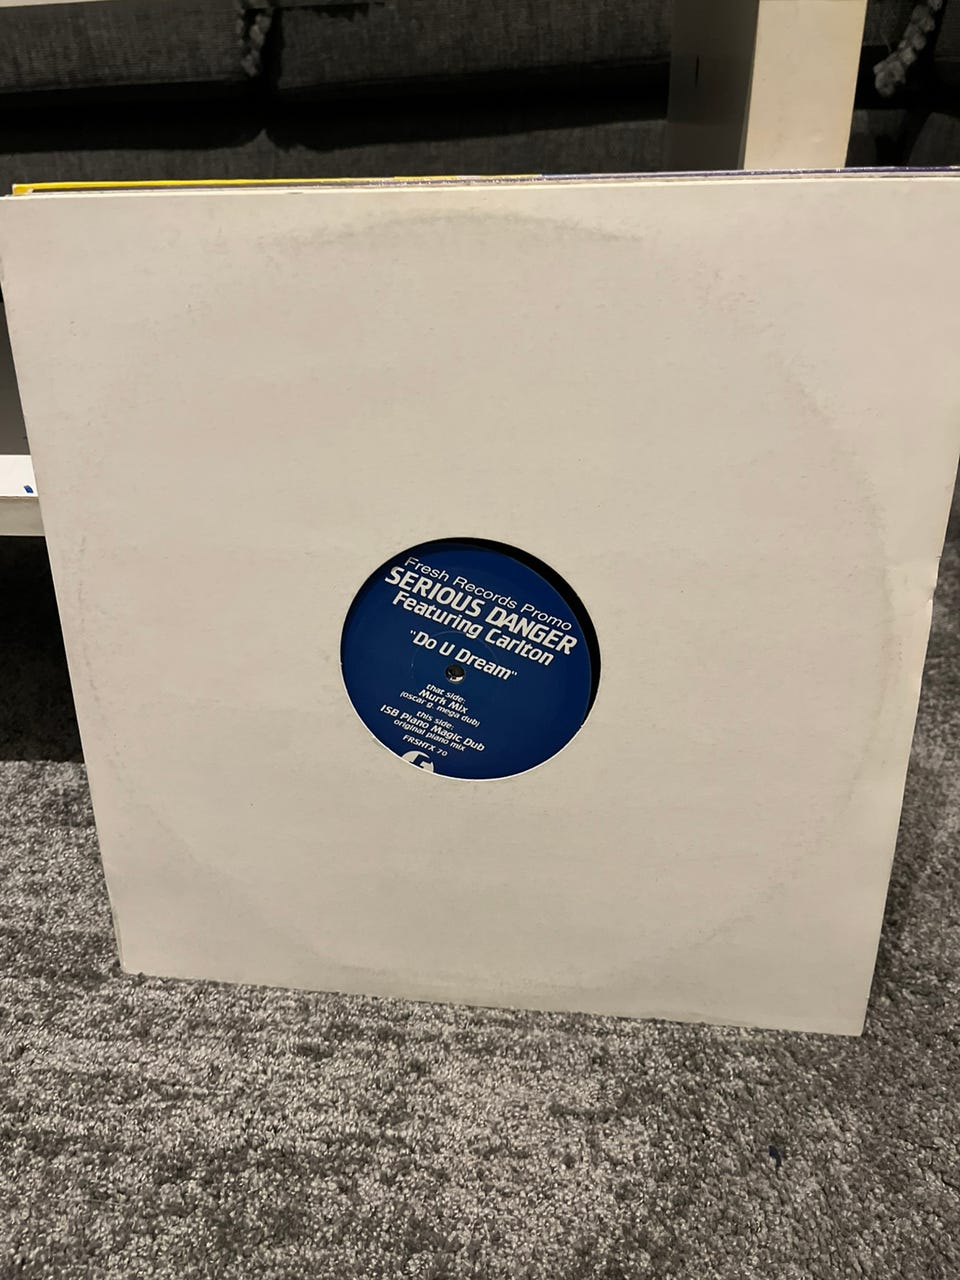 Fresh Records Promo
SERIOUS DANGER
Featuring Carlton
"Do U Dream"
that side:
Murk Mix
(oscar g. mega dub)
this side:
ISB Piano Magic Dub
original piano mix
FRSHTX 70
f